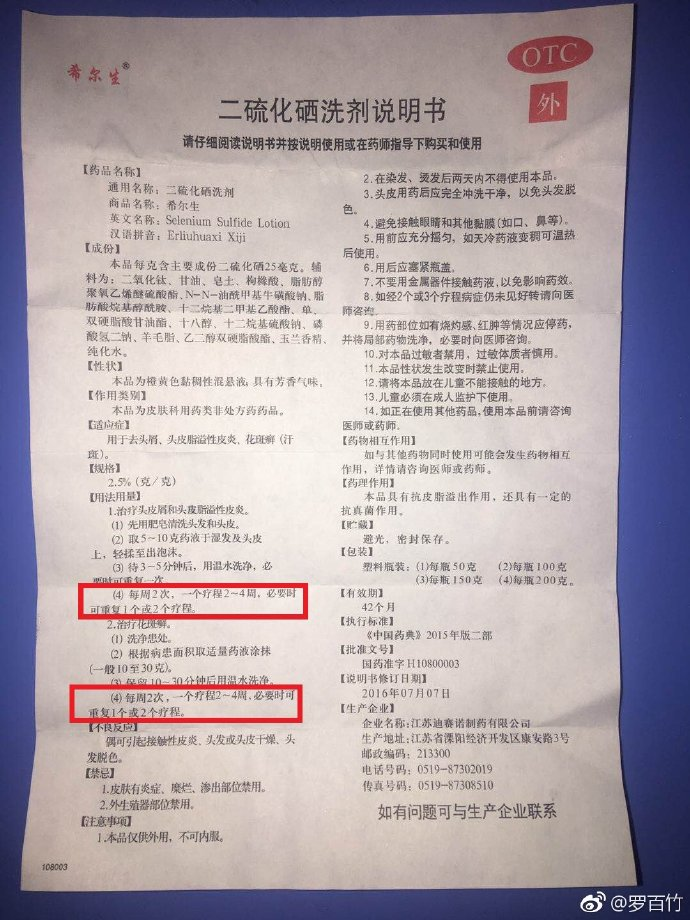 希尔生®
OTC
外
二硫化硒洗剂说明书
请仔细阅读说明书并按说明使用或在药师指导下购买和使用
【药品名称】
通用名称：二硫化硒洗剂
商品名称：希尔生
英文名称：Selenium Sulfide Lotion
汉语拼音：Erliuhuaxi Xiji
【成份】
本品每克含主要成份二硫化硒25毫克。辅
料为：二氧化钛、甘油、皂土、枸橼酸、脂肪醇
聚氧乙烯醚硫酸酯、N-N-油酰甲基牛磺酸钠、脂
肪酸烷基醇酰胺、十二烷基二甲基乙酸酯、单、
双硬脂酸甘油酯、十八醇、十二烷基硫酸钠、磷
酸氢二钠、羊毛脂、乙二醇双硬脂酸酯、玉兰香精、
纯化水。
【性状】
本品为橙黄色黏稠性混悬液，具有芳香气味。
【作用类别】
本品为皮肤科用药类非处方药药品。
【适应症】
用于去头屑、头皮脂溢性皮炎、花斑癣（汗
斑）。
【规格】
2.5%（克／克）
【用法用量】
1.治疗头皮屑和头皮脂溢性皮炎。
(1) 先用肥皂清洗头发和头皮。
(2) 取5～10克药液于湿发及头皮
上，轻揉至出泡沫。
(3) 待3～5分钟后，用温水洗净，必
要时可重复一次。
(4) 每周2次，一个疗程2～4周，必要时
可重复1个或2个疗程。
2.治疗花斑癣。
(1) 洗净患处。
(2) 根据病患面积取适量药液涂抹
(一般10至30克)。
(3) 保留10～30分钟后用温水洗净。
(4) 每周2次，一个疗程2～4周，必要时可
重复1个或2个疗程。
【不良反应】
偶可引起接触性皮炎、头发或头皮干燥、头
发脱色。
【禁忌】
1.皮肤有炎症、糜烂、渗出部位禁用。
2.外生殖器部位禁用。
【注意事项】
1.本品仅供外用，不可内服。
2.在染发、烫发后两天内不得使用本品。
3.头皮用药后应完全冲洗干净，以免头发脱
色。
4.避免接触眼睛和其他黏膜（如口、鼻等）。
5.用前应充分摇匀，如天冷药液变稠可温热
后使用。
6.用后应塞紧瓶盖。
7.不要用金属器件接触药液，以免影响药效。
8.如经2个或3个疗程病症仍未见好转请向医
师咨询。
9.用药部位如有烧灼感、红肿等情况应停药，
并将局部药物洗净，必要时向医师咨询。
10.对本品过敏者禁用，过敏体质者慎用。
11.本品性状发生改变时禁止使用。
12.请将本品放在儿童不能接触的地方。
13.儿童必须在成人监护下使用。
14.如正在使用其他药品，使用本品前请咨询
医师或药师。
【药物相互作用】
如与其他药物同时使用可能会发生药物相互
作用，详情请咨询医师或药师。
【药理作用】
本品具有抗皮脂溢出作用，还具有一定的
抗真菌作用。
【贮藏】
避光，密封保存。
【包装】
塑料瓶装：(1)每瓶50克 (2)每瓶100克
(3)每瓶150克 (4)每瓶200克。
【有效期】
42个月
【执行标准】
《中国药典》2015年版二部
【批准文号】
国药准字H10800003
【说明书修订日期】
2016年07月07日
【生产企业】
企业名称：江苏迪赛诺制药有限公司
生产地址：江苏省溧阳经济开发区康安路3号
邮政编码：213300
电话号码：0519-87302019
传真号码：0519-87308510
如有问题可与生产企业联系
108003
@罗百竹